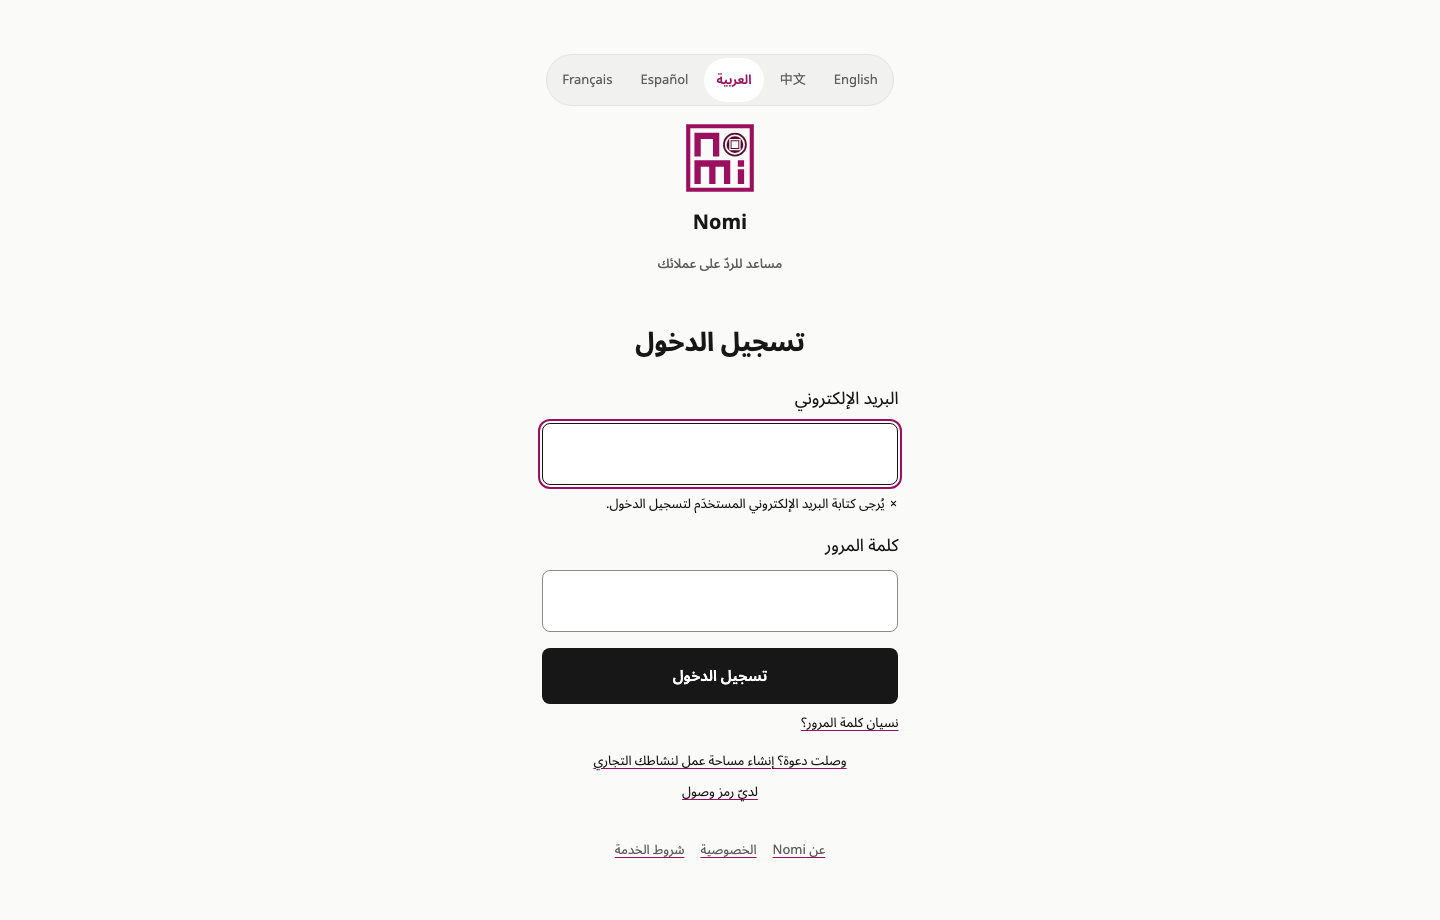 English 中文 العربية Español Français
nomi
Nomi
مساعد للردّ على عملائك
تسجيل الدخول
البريد الإلكتروني
× يُرجى كتابة البريد الإلكتروني المستخدَم لتسجيل الدخول.
كلمة المرور
تسجيل الدخول
نسيان كلمة المرور؟
وصلت دعوة؟ إنشاء مساحة عمل لنشاطك التجاري
لديّ رمز وصول
عن Nomi الخصوصية شروط الخدمة